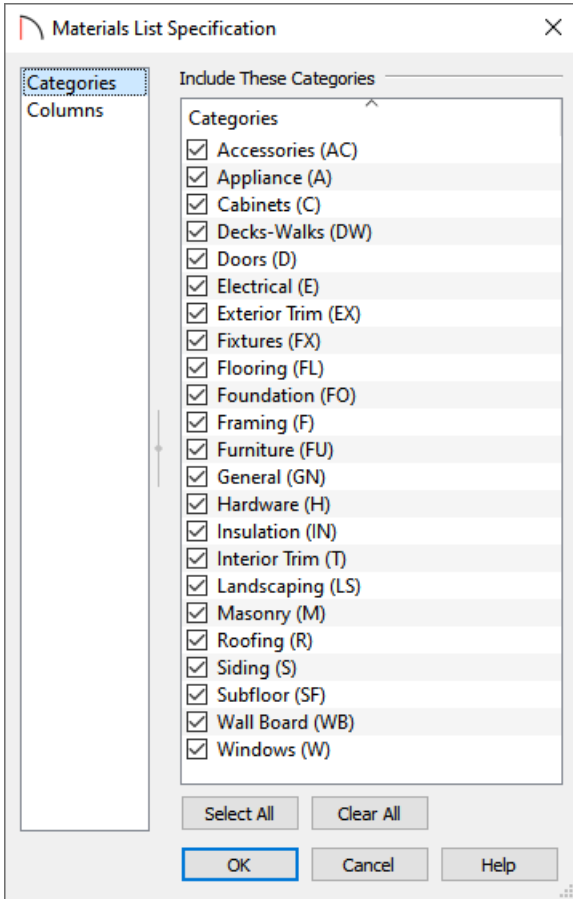 Materials List Specification
Categories
Columns
Include These Categories
Categories
Accessories (AC)
Appliance (A)
Cabinets (C)
Decks-Walks (DW)
Doors (D)
Electrical (E)
Exterior Trim (EX)
Fixtures (FX)
Flooring (FL)
Foundation (FO)
Framing (F)
Furniture (FU)
General (GN)
Hardware (H)
Insulation (IN)
Interior Trim (T)
Landscaping (LS)
Masonry (M)
Roofing (R)
Siding (S)
Subfloor (SF)
Wall Board (WB)
Windows (W)
Select All Clear All
OK Cancel Help